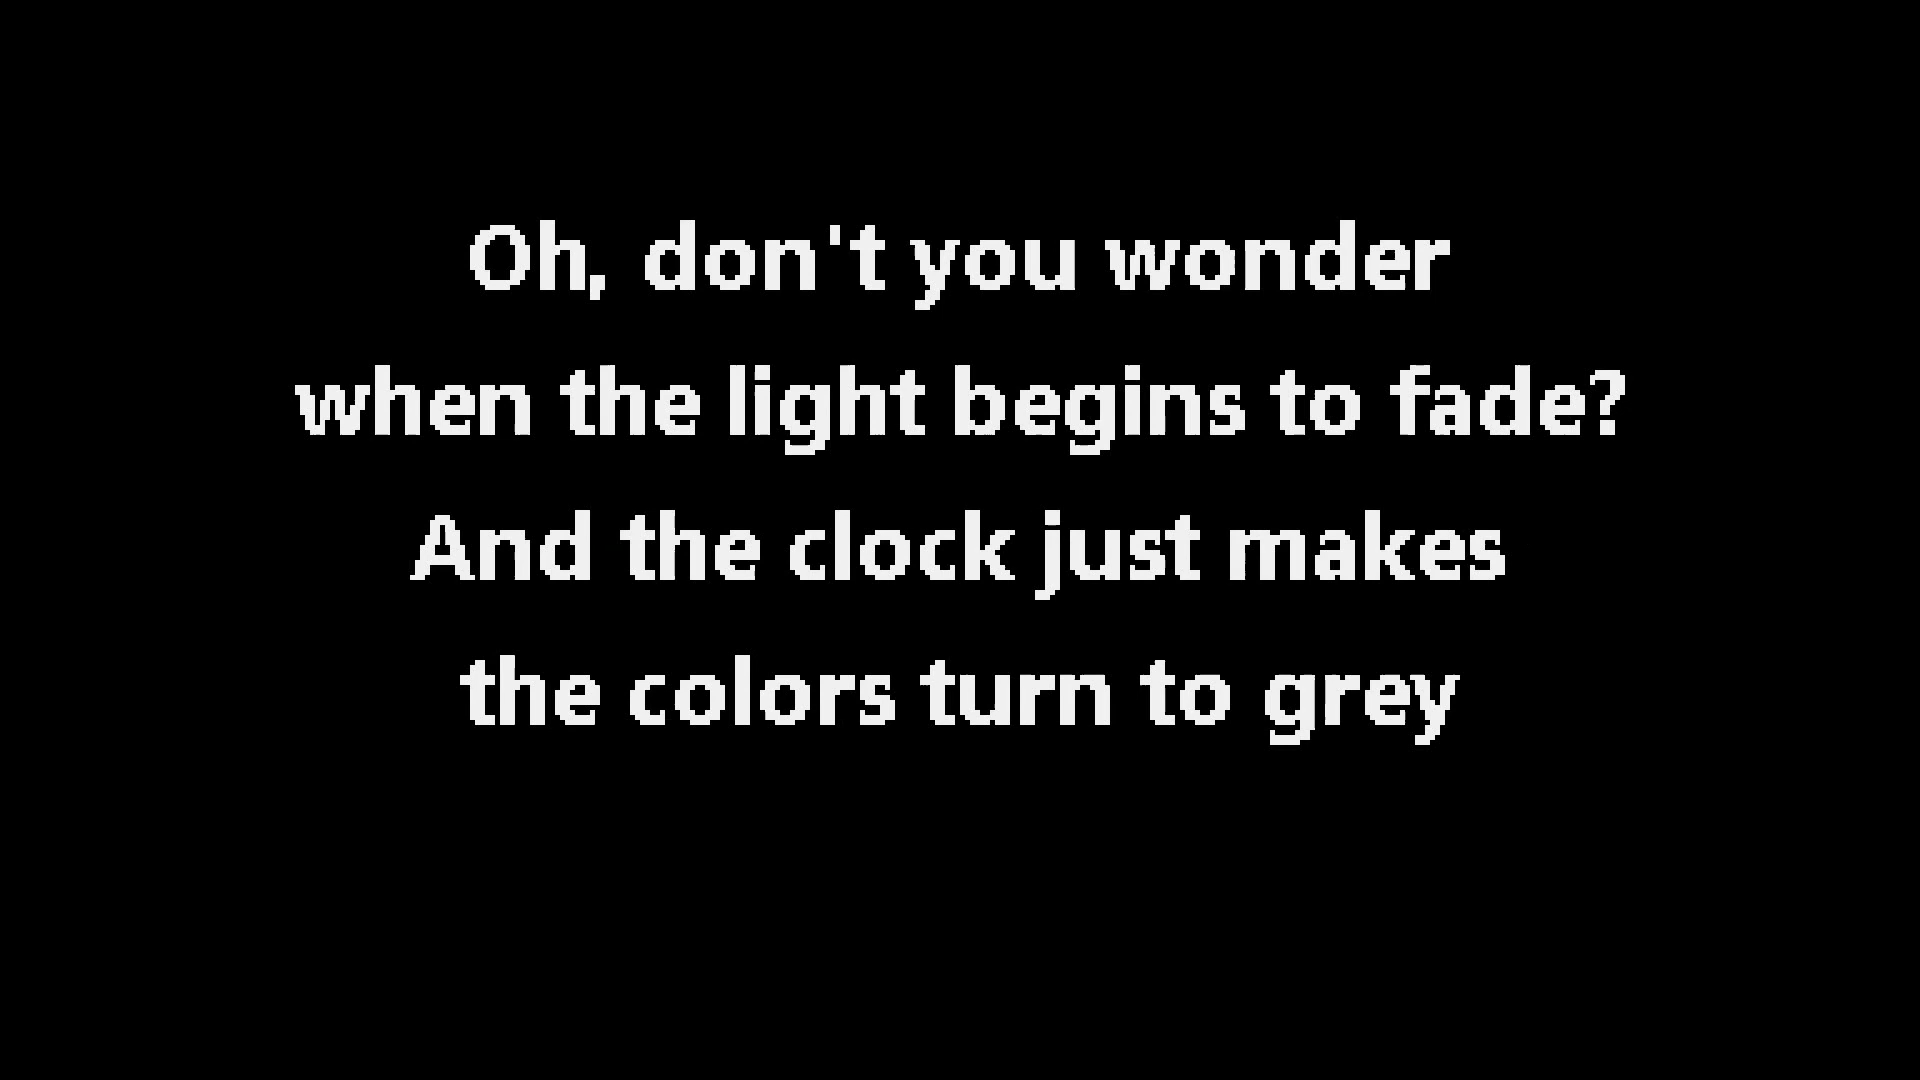 Oh, don't you wonder
when the light begins to fade?
And the clock just makes
the colors turn to grey